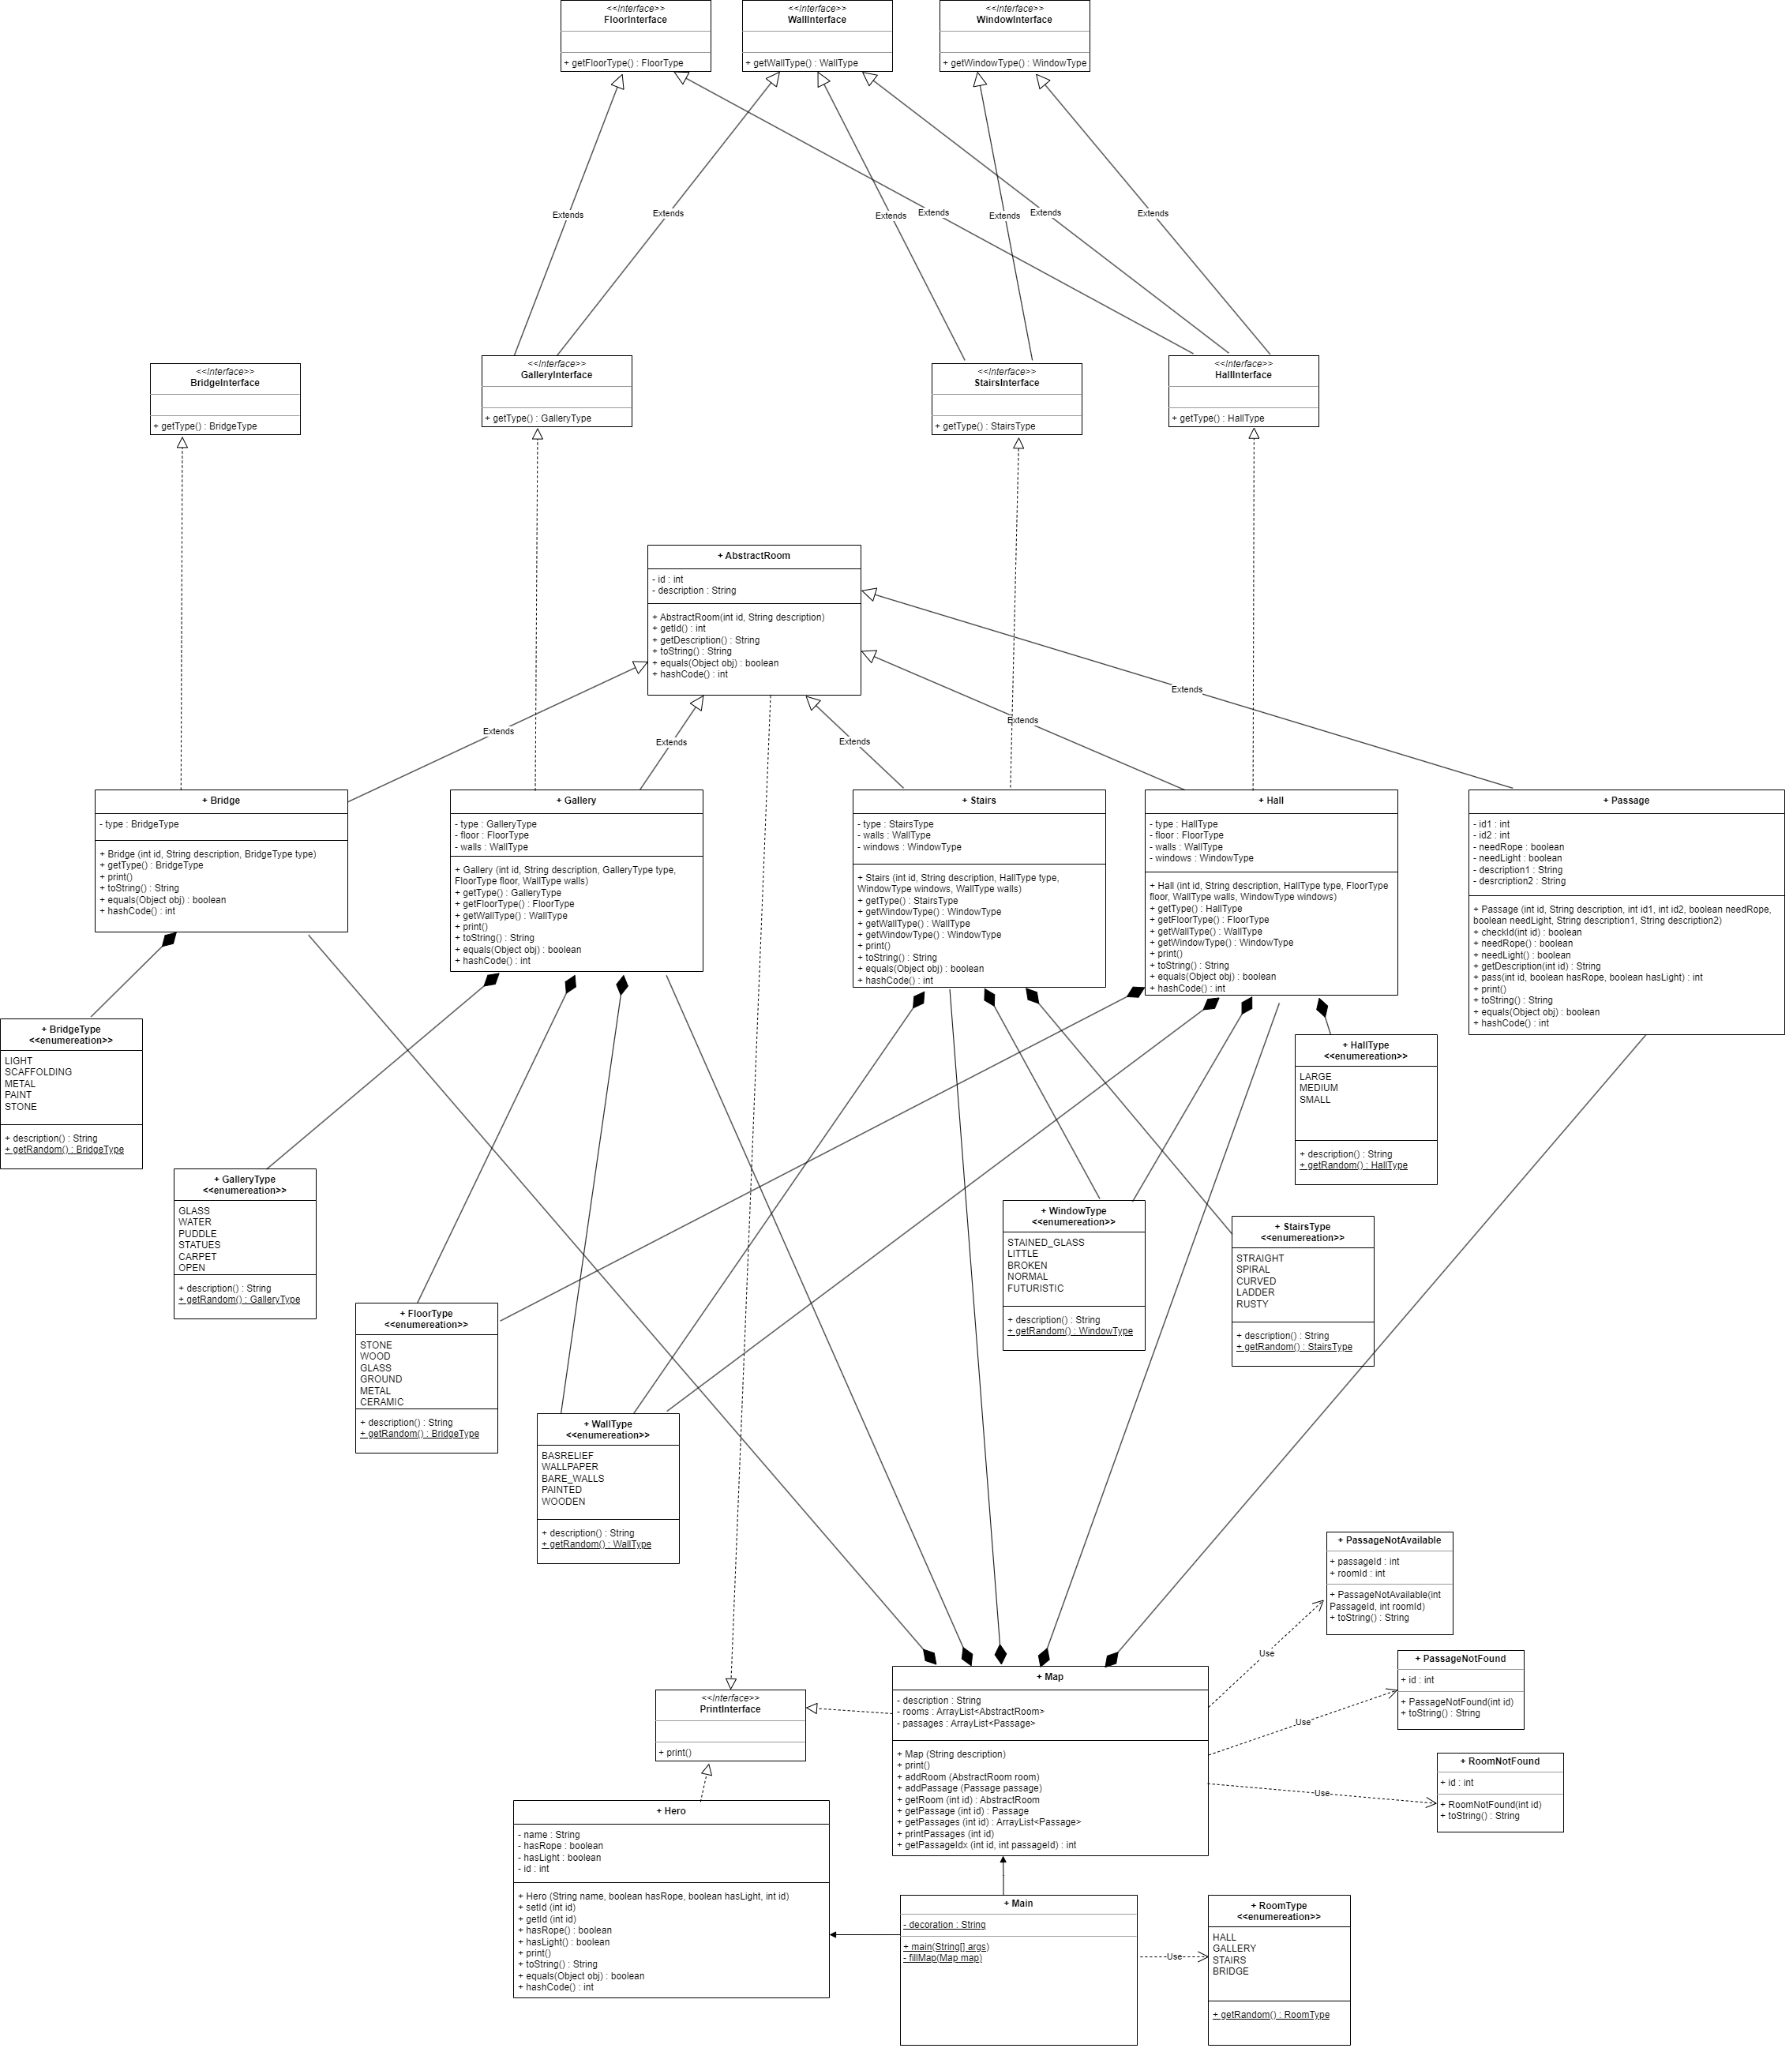 <<Interface>>
FloorInterface
+ getFloorType() : FloorType
<<Interface>>
WallInterface
+ getWallType() : WallType
<<Interface>>
WindowInterface
+ getWindowType() : WindowType
Extends
Extends
Extends
Extends
Extends
Extends
Extends
<<Interface>>
BridgeInterface
+ getType() : BridgeType
<<Interface>>
GalleryInterface
+ getType() : GalleryType
<<Interface>>
StairsInterface
+ getType() : StairsType
<<Interface>>
HallInterface
+ getType() : HallType
+ AbstractRoom
- id : int
- description : String
+ AbstractRoom(int id, String description)
+ getId() : int
+ getDescription() : String
+ toString() : String
+ equals(Object obj) : boolean
+ hashCode() : int
Extends
Extends
Extends
Extends
Extends
+ Bridge
- type : BridgeType
+ Bridge (int id, String description, BridgeType type)
+ getType() : BridgeType
+ print()
+ toString() : String
+ equals(Object obj) : boolean
+ hashCode() : int
+ Gallery
- type : GalleryType
- floor : FloorType
- walls : WallType
+ Gallery (int id, String description, GalleryType type,
FloorType floor, WallType walls)
+ getType() : GalleryType
+ getFloorType() : FloorType
+ getWallType() : WallType
+ print()
+ toString() : String
+ equals(Object obj) : boolean
+ hashCode() : int
+ Stairs
- type : StairsType
- walls : WallType
- windows : WindowType
+ Stairs (int id, String description, HallType type,
WindowType windows, WallType walls)
+ getType() : StairsType
+ getWindowType() : WindowType
+ getWallType() : WallType
+ getWindowType() : WindowType
+ print()
+ toString() : String
+ equals(Object obj) : boolean
+ hashCode() : int
+ Hall
- type : HallType
- floor : FloorType
- walls : WallType
- windows : WindowType
+ Hall (int id, String description, HallType type, FloorType
floor, WallType walls, WindowType windows)
+ getType() : HallType
+ getFloorType() : FloorType
+ getWallType() : WallType
+ getWindowType() : WindowType
+ print()
+ toString() : String
+ equals(Object obj) : boolean
+ hashCode() : int
+ Passage
- id1 : int
- id2 : int
- needRope : boolean
- needLight : boolean
- description1 : String
- desrcription2 : String
+ Passage (int id, String description, int id1, int id2, boolean needRope,
boolean needLight, String description1, String description2)
+ checkId(int id) : boolean
+ needRope() : boolean
+ needLight() : boolean
+ getDescription(int id) : String
+ pass(int id, boolean hasRope, boolean hasLight) : int
+ print()
+ toString() : String
+ equals(Object obj) : boolean
+ hashCode() : int
+ BridgeType
<<enumereation>>
LIGHT
SCAFFOLDING
METAL
PAINT
STONE
+ description() : String
+ getRandom() : BridgeType
+ HallType
<<enumereation>>
LARGE
MEDIUM
SMALL
+ description() : String
+ getRandom() : HallType
+ GalleryType
<<enumereation>>
GLASS
WATER
PUDDLE
STATUES
CARPET
OPEN
+ description() : String
+ getRandom() : GalleryType
+ WindowType
<<enumereation>>
STAINED_GLASS
LITTLE
BROKEN
NORMAL
FUTURISTIC
+ description() : String
+ getRandom() : WindowType
+ StairsType
<<enumereation>>
STRAIGHT
SPIRAL
CURVED
LADDER
RUSTY
+ description() : String
+ getRandom() : StairsType
+ FloorType
<<enumereation>>
STONE
WOOD
GLASS
GROUND
METAL
CERAMIC
+ description() : String
+ getRandom() : BridgeType
+ WallType
<<enumereation>>
BASRELIEF
WALLPAPER
BARE_WALLS
PAINTED
WOODEN
+ description() : String
+ getRandom() : WallType
+ PassageNotAvailable
+ passageId : int
+ roomId : int
+ PassageNotAvailable(int
PassageId, int roomId)
+ toString() : String
Use
+ PassageNotFound
+ id : int
+ PassageNotFound(int id)
+ toString() : String
Use
+ RoomNotFound
+ id : int
+ RoomNotFound(int id)
+ toString() : String
Use
<<Interface>>
PrintInterface
+ print()
+ Map
- description : String
- rooms : ArrayList<AbstractRoom>
- passages : ArrayList<Passage>
+ Map (String description)
+ print()
+ addRoom (AbstractRoom room)
+ addPassage (Passage passage)
+ getRoom (int id) : AbstractRoom
+ getPassage (int id) : Passage
+ getPassages (int id) : ArrayList<Passage>
+ printPassages (int id)
+ getPassageIdx (int id, int passageId) : int
+ Hero
- name : String
- hasRope : boolean
- hasLight : boolean
- id : int
+ Hero (String name, boolean hasRope, boolean hasLight, int id)
+ setId (int id)
+ getId (int id)
+ hasRope() : boolean
+ hasLight() : boolean
+ print()
+ toString() : String
+ equals(Object obj) : boolean
+ hashCode() : int
+ Main
- decoration : String
+ main(String[] args)
- fillMap(Map map)
Use
+ RoomType
<<enumereation>>
HALL
GALLERY
STAIRS
BRIDGE
+ getRandom() : RoomType